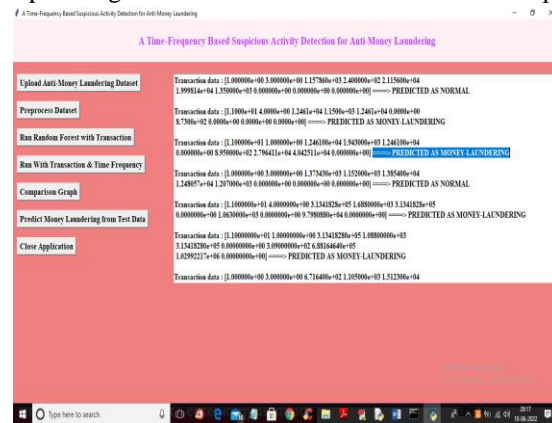 A Time-Frequency Based Suspicious Activity Detection for Anti-Money Laundering
A Time-Frequency Based Suspicious Activity Detection for Anti-Money Laundering
Upload Anti-Money Laundering Dataset
Preprocess Dataset
Run Random Forest with Transaction
Run With Transaction & Time Frequency
Comparison Graph
Predict Money Laundering from Test Data
Close Application
Transaction data : [1.000000e+00 3.000000e+00 1.157860e+03 2.400000e+02 2.115600e+04
1.999814e+04 1.350000e+03 0.000000e+00 0.000000e+00 0.000000e+00] ====> PREDICTED AS NORMAL
Transaction data : [1.1000e+01 4.0000e+00 1.2461e+04 1.1500e+03 1.2461e+04 0.0000e+00
8.7300e+02 0.0000e+00 0.0000e+00 0.0000e+00] ====> PREDICTED AS MONEY-LAUNDERING
Transaction data : [1.100000e+01 1.000000e+00 1.246100e+04 1.943000e+03 1.246100e+04
0.000000e+00 8.950000e+02 2.796411e+04 4.042511e+04 0.000000e+00] ====> PREDICTED AS MONEY-LAUNDERING
Transaction data : [1.000000e+00 3.000000e+00 1.373430e+03 1.152000e+03 1.385400e+04
1.248057e+04 1.207000e+03 0.000000e+00 0.000000e+00 0.000000e+00] ====> PREDICTED AS NORMAL
Transaction data : [1.1000000e+01 4.0000000e+00 3.1341828e+05 1.6880000e+03 3.1341828e+05
0.0000000e+00 1.0630000e+03 0.0000000e+00 9.7980880e+04 0.0000000e+00] ====> PREDICTED AS MONEY-LAUNDERING
Transaction data : [1.10000000e+01 1.00000000e+00 3.13418280e+05 1.08800000e+03
3.13418280e+05 0.00000000e+00 3.09000000e+02 6.88164640e+05
1.02992217e+06 0.00000000e+00] ====> PREDICTED AS MONEY-LAUNDERING
Transaction data : [1.000000e+00 3.000000e+00 6.716400e+02 1.105000e+03 1.512300e+04
Type here to search
20:17
10-06-2022